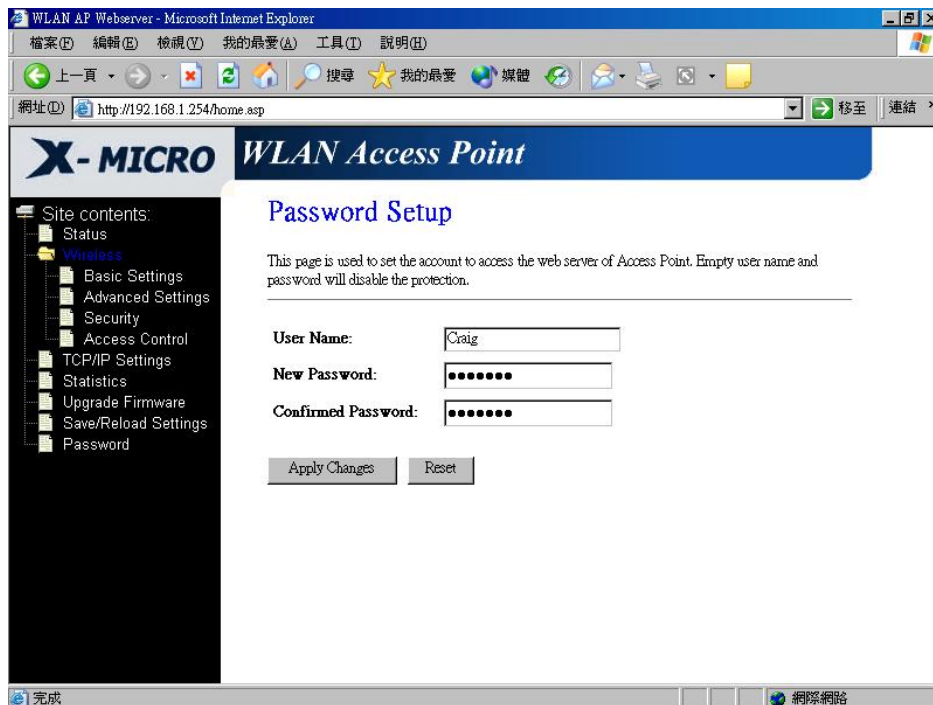 WLAN AP Webserver - Microsoft Internet Explorer
檔案(F) 編輯(E) 檢視(V) 我的最愛(A) 工具(T) 說明(H)
上一頁 搜尋 我的最愛 媒體
網址(D) http://192.168.1.254/home.asp 移至 連結
X-MICRO WLAN Access Point
Site contents:
Status
Wireless
Basic Settings
Advanced Settings
Security
Access Control
TCP/IP Settings
Statistics
Upgrade Firmware
Save/Reload Settings
Password
Password Setup
This page is used to set the account to access the web server of Access Point. Empty user name and
password will disable the protection.
User Name: Craig
New Password: ●●●●●●●
Confirmed Password: ●●●●●●●
Apply Changes Reset
完成 網際網路